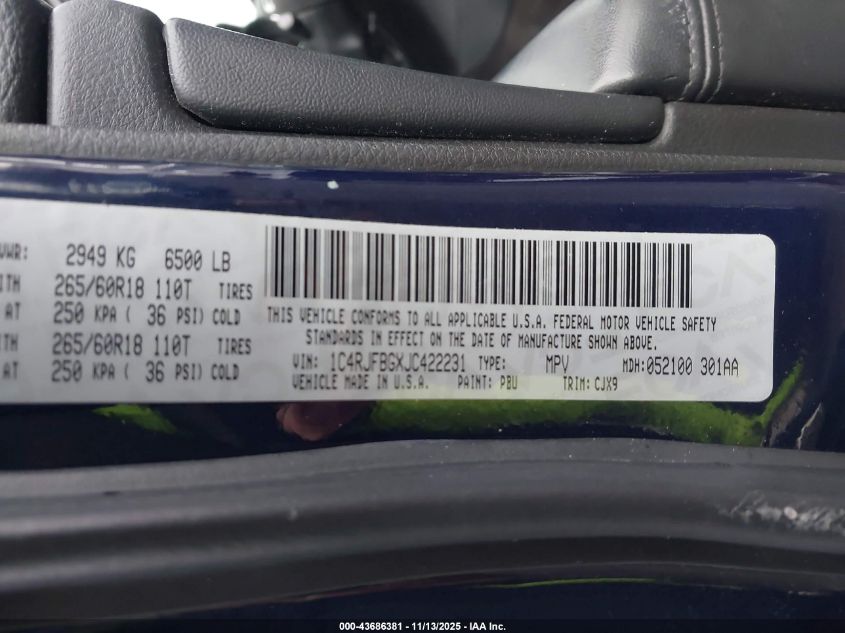 VWR: 2949 KG 6500 LB
ITH 265/60R18 110T TIRES
AT 250 KPA ( 36 PSI) COLD
ITH 265/60R18 110T TIRES
AT 250 KPA ( 36 PSI) COLD
THIS VEHICLE CONFORMS TO ALL APPLICABLE U.S.A. FEDERAL MOTOR VEHICLE SAFETY
STANDARDS IN EFFECT ON THE DATE OF MANUFACTURE SHOWN ABOVE.
VIN: 1C4RJFBGXJC422231 TYPE: MPV MDH:052100 301AA
VEHICLE MADE IN U.S.A. PAINT: PBU TRIM: CJX9
000-43686381 - 11/13/2025 - IAA Inc.